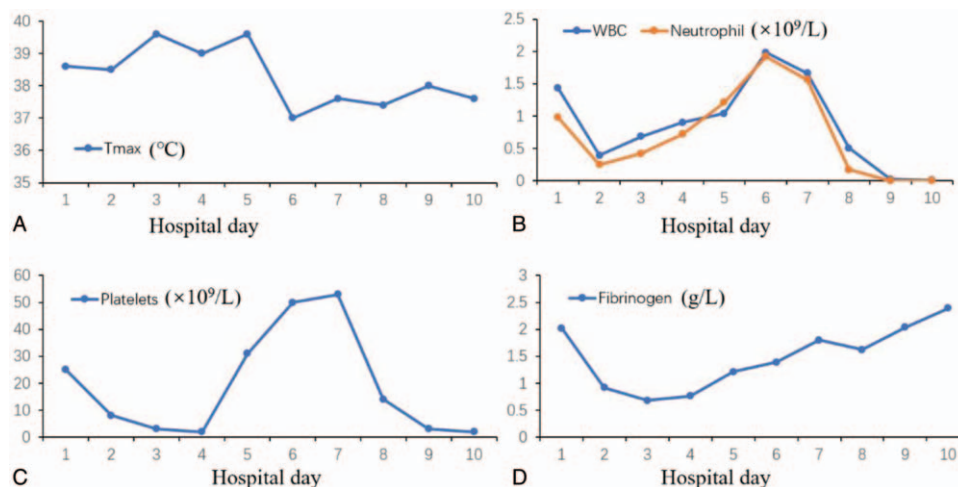 40
39
38
37
36
35
Tmax (°C)
1 2 3 4 5 6 7 8 9 10
A
Hospital day
2.5
2
1.5
1
0.5
0
WBC Neutrophil (×10⁹/L)
1 2 3 4 5 6 7 8 9 10
Hospital day
B
60
50
40
30
20
10
0
Platelets (×10⁹/L)
1 2 3 4 5 6 7 8 9 10
C
Hospital day
3
2.5
2
1.5
1
0.5
0
Fibrinogen (g/L)
1 2 3 4 5 6 7 8 9 10
D
Hospital day